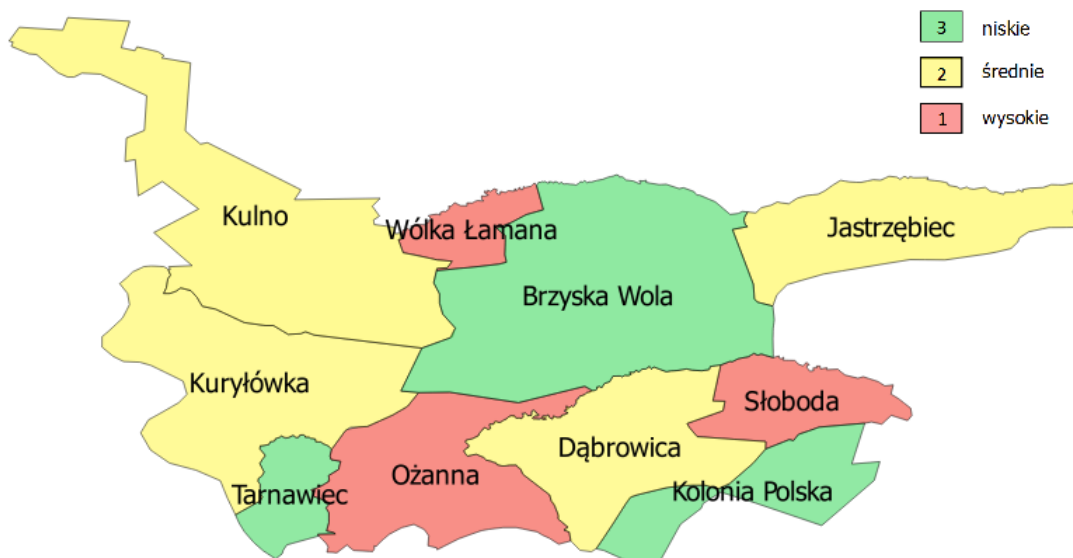 3 niskie
2 średnie
1 wysokie
Kulno
Wólka Łamana
Jastrzębiec
Brzyska Wola
Kuryłówka
Słoboda
Dąbrowica
Ożanna
Tarnawiec
Kolonia Polska